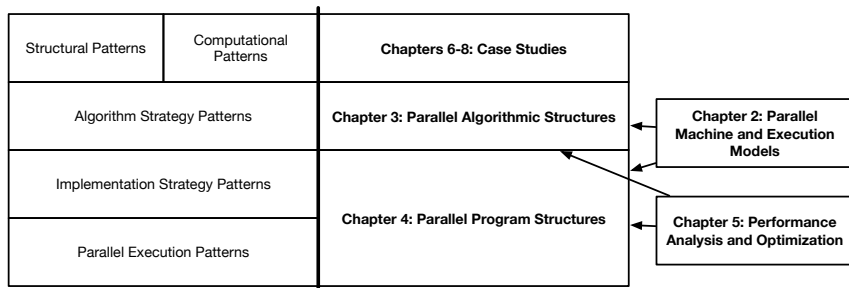 Structural Patterns
Computational
Patterns
Chapters 6-8: Case Studies
Algorithm Strategy Patterns
Chapter 3: Parallel Algorithmic Structures
Chapter 2: Parallel
Machine and Execution
Models
Implementation Strategy Patterns
Chapter 4: Parallel Program Structures
Parallel Execution Patterns
Chapter 5: Performance
Analysis and Optimization